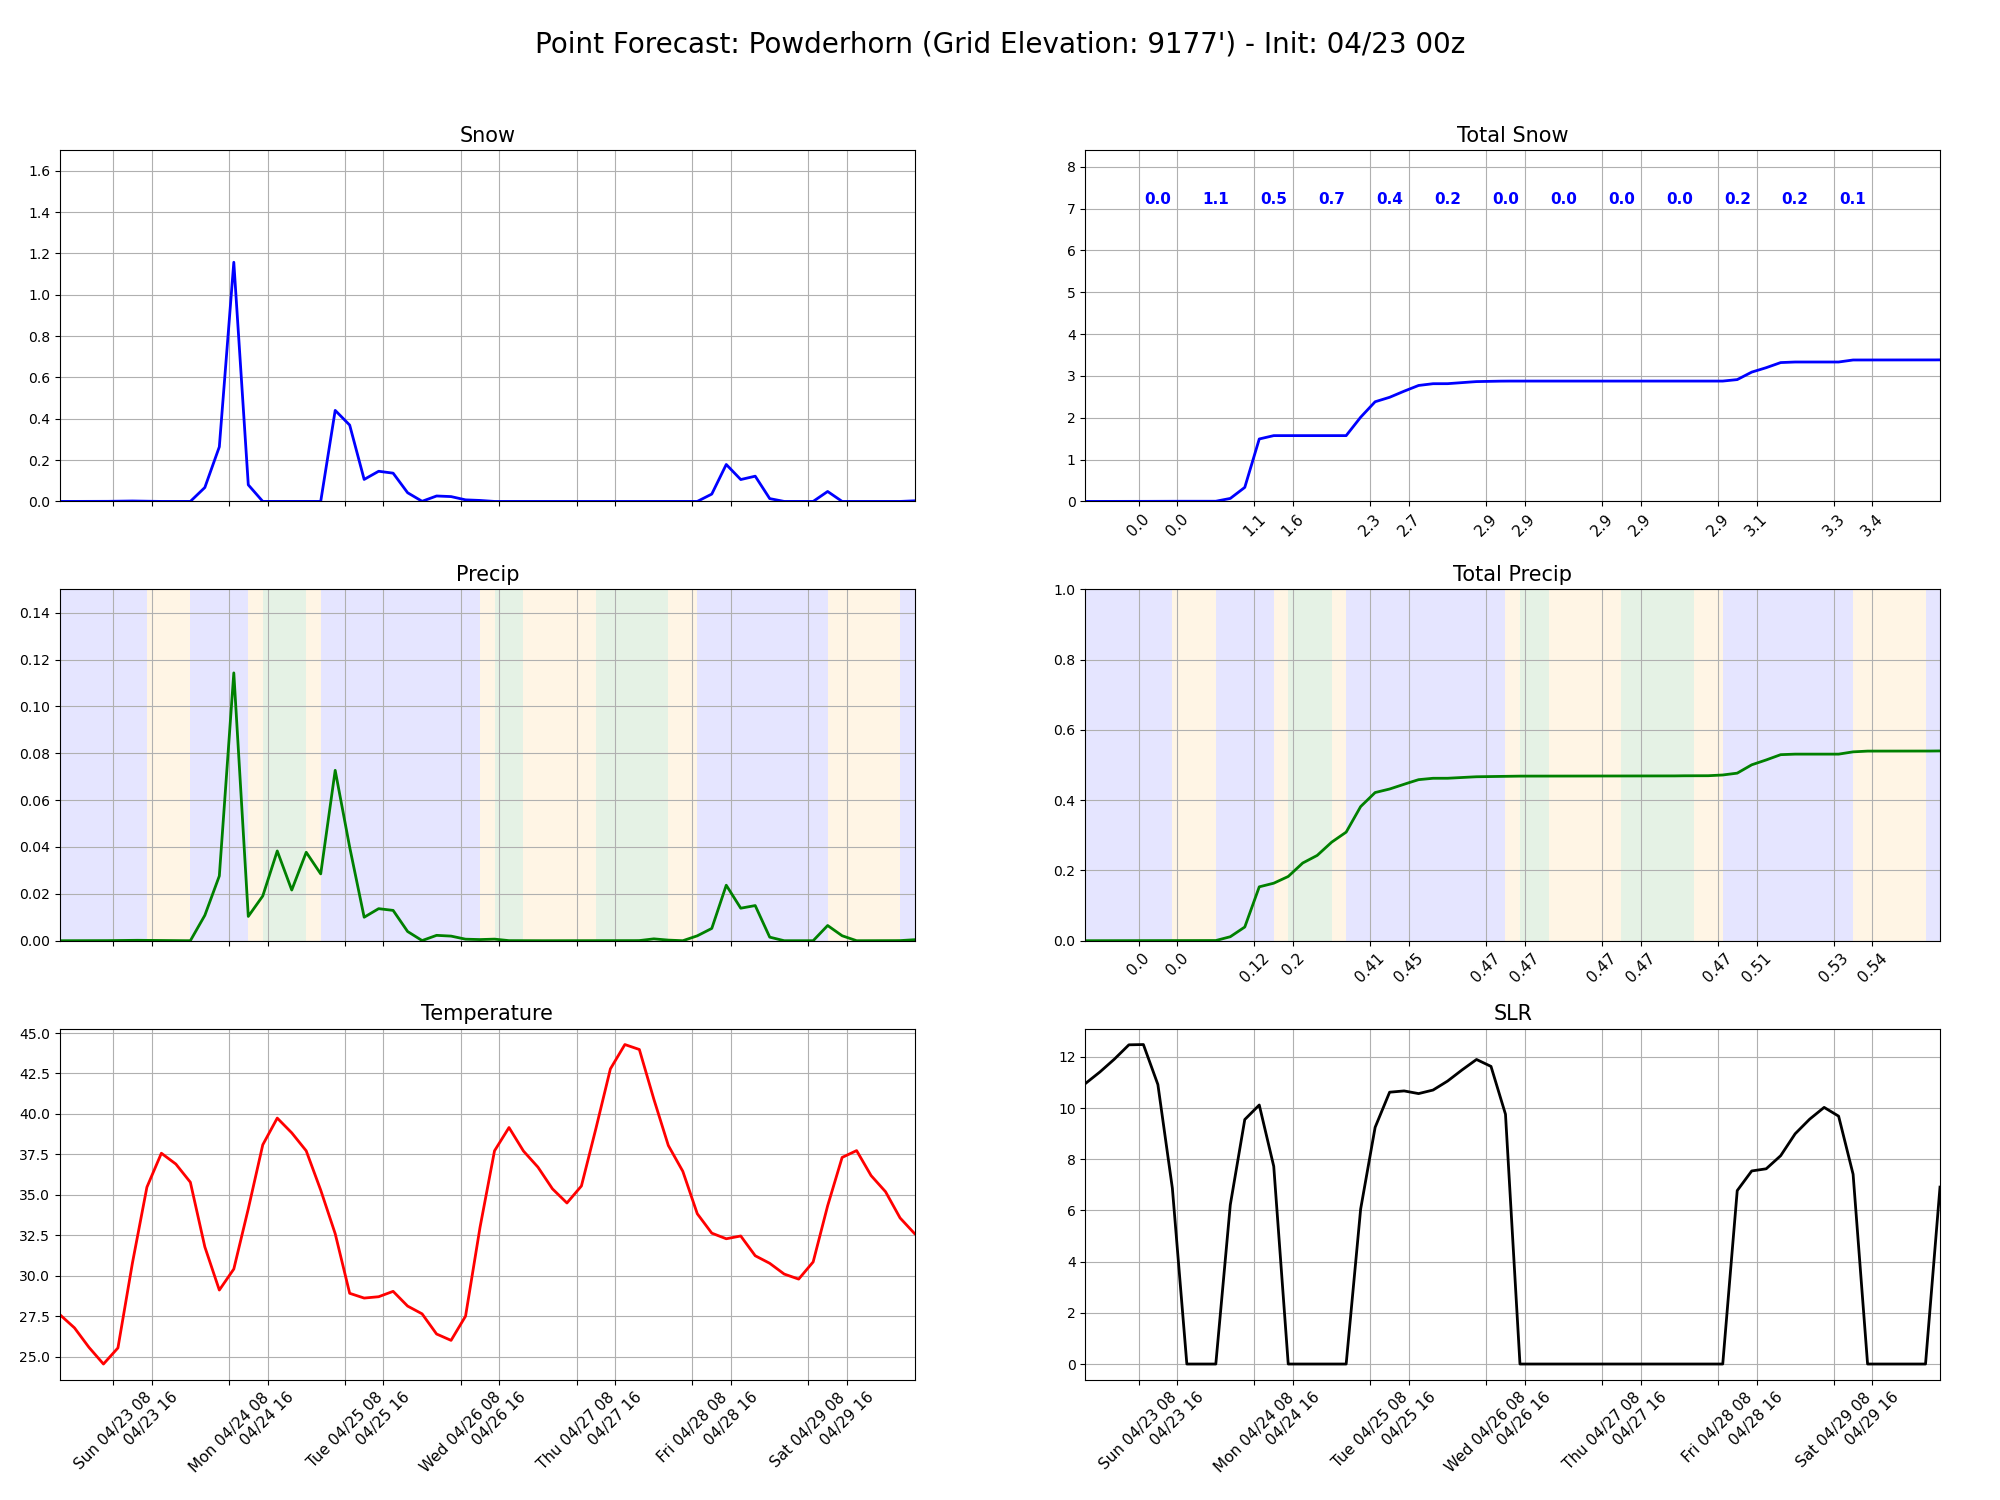 Point Forecast: Powderhorn (Grid Elevation: 9177') - Init: 04/23 00z
Snow
1.6
1.4
1.2
1.0
0.8
0.6
0.4
0.2
0.0
Total Snow
8
7
6
5
4
3
2
1
0
0.0 1.1 0.5 0.7 0.4 0.2 0.0 0.0 0.0 0.0 0.2 0.2 0.1
0.0 0.0 1.1 1.6 2.3 2.7 2.9 2.9 2.9 2.9 2.9 3.1 3.3 3.4
Precip
0.14
0.12
0.10
0.08
0.06
0.04
0.02
0.00
Total Precip
1.0
0.8
0.6
0.4
0.2
0.0
0.0 0.0 0.12 0.2 0.41 0.45 0.47 0.47 0.47 0.47 0.47 0.51 0.53 0.54
Temperature
45.0
42.5
40.0
37.5
35.0
32.5
30.0
27.5
25.0
Sun 04/23 08
04/23 16
Mon 04/24 08
04/24 16
Tue 04/25 08
04/25 16
Wed 04/26 08
04/26 16
Thu 04/27 08
04/27 16
Fri 04/28 08
04/28 16
Sat 04/29 08
04/29 16
SLR
12
10
8
6
4
2
0
Sun 04/23 08
04/23 16
Mon 04/24 08
04/24 16
Tue 04/25 08
04/25 16
Wed 04/26 08
04/26 16
Thu 04/27 08
04/27 16
Fri 04/28 08
04/28 16
Sat 04/29 08
04/29 16